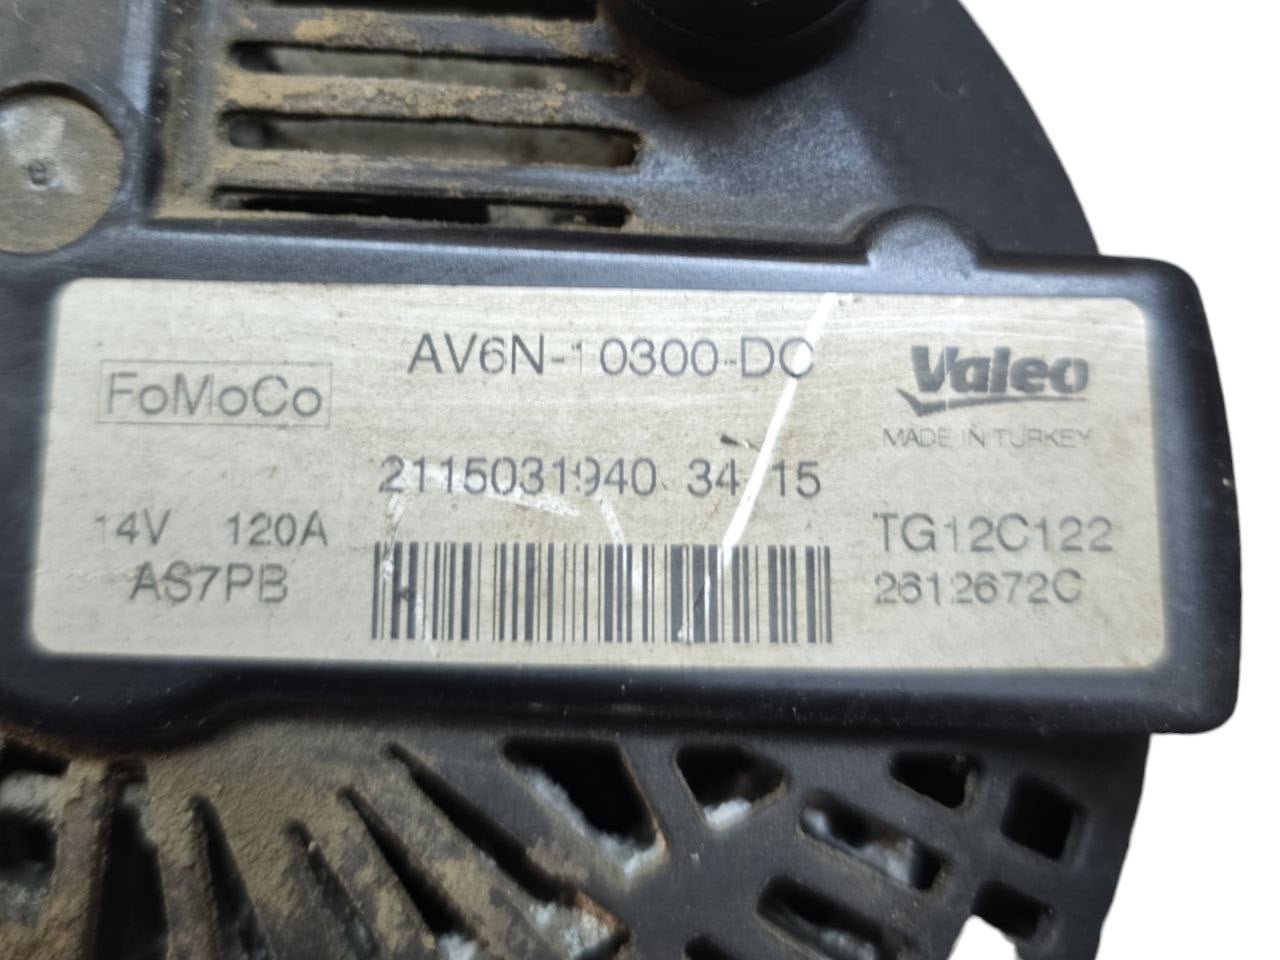 AV6N-10300-DC
FoMoCo
Valeo
MADE IN TURKEY
2115031940 34 15
14V 120A
TG12C122
AS7PB
2612672C